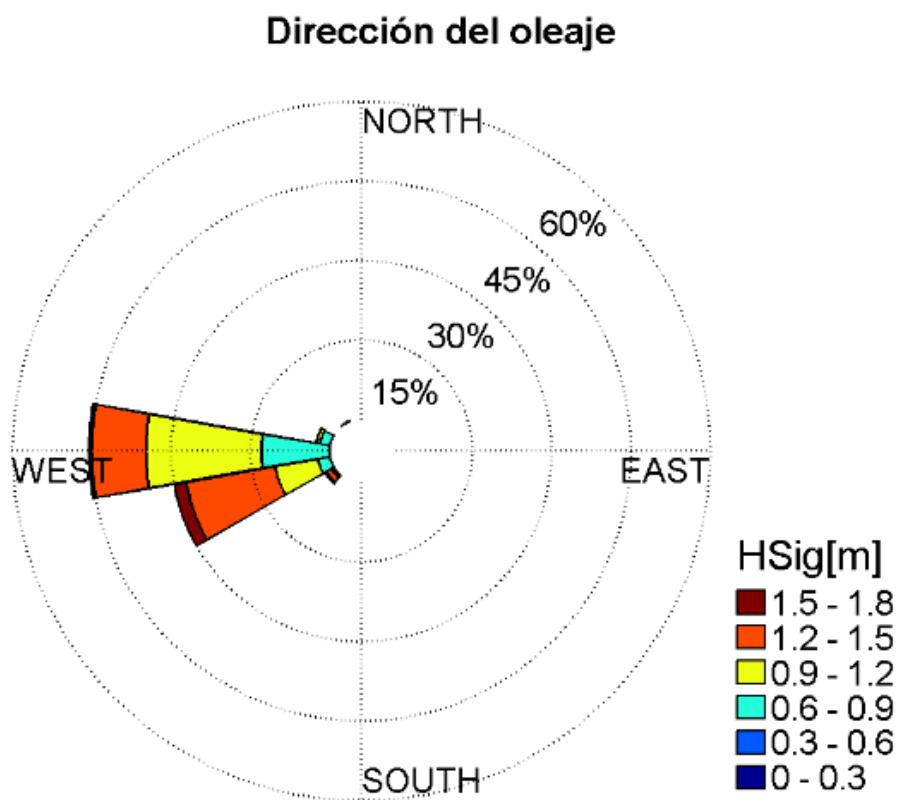 Dirección del oleaje
NORTH
60%
45%
30%
15%
WEST
EAST
SOUTH
HSig[m]
1.5 - 1.8
1.2 - 1.5
0.9 - 1.2
0.6 - 0.9
0.3 - 0.6
0 - 0.3